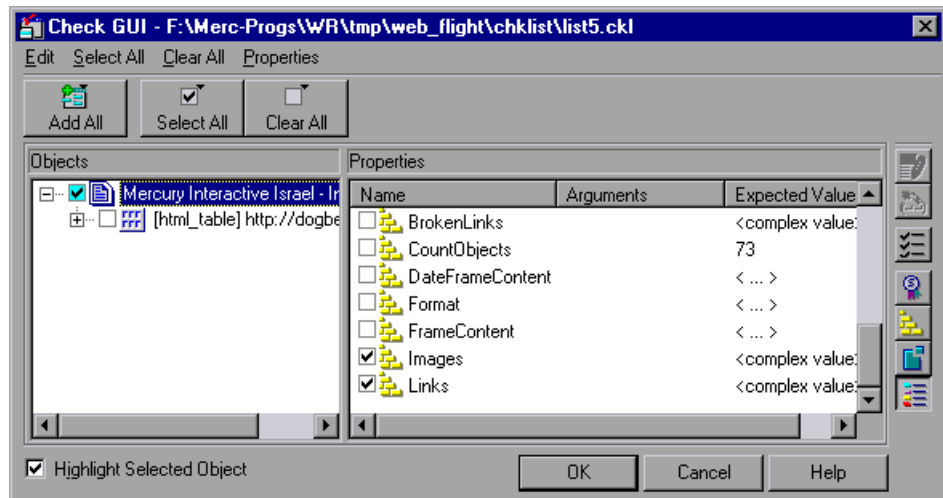 Check GUI - F:\Merc-Progs\WR\tmp\web_flight\chklist\list5.ckl
Edit Select All Clear All Properties
Add All Select All Clear All
Objects Properties
Mercury Interactive Israel - In
[html_table] http://dogbe
Name Arguments Expected Value
BrokenLinks <complex value>
CountObjects 73
DateFrameContent < ... >
Format < ... >
FrameContent < ... >
Images <complex value>
Links <complex value>
Highlight Selected Object OK Cancel Help